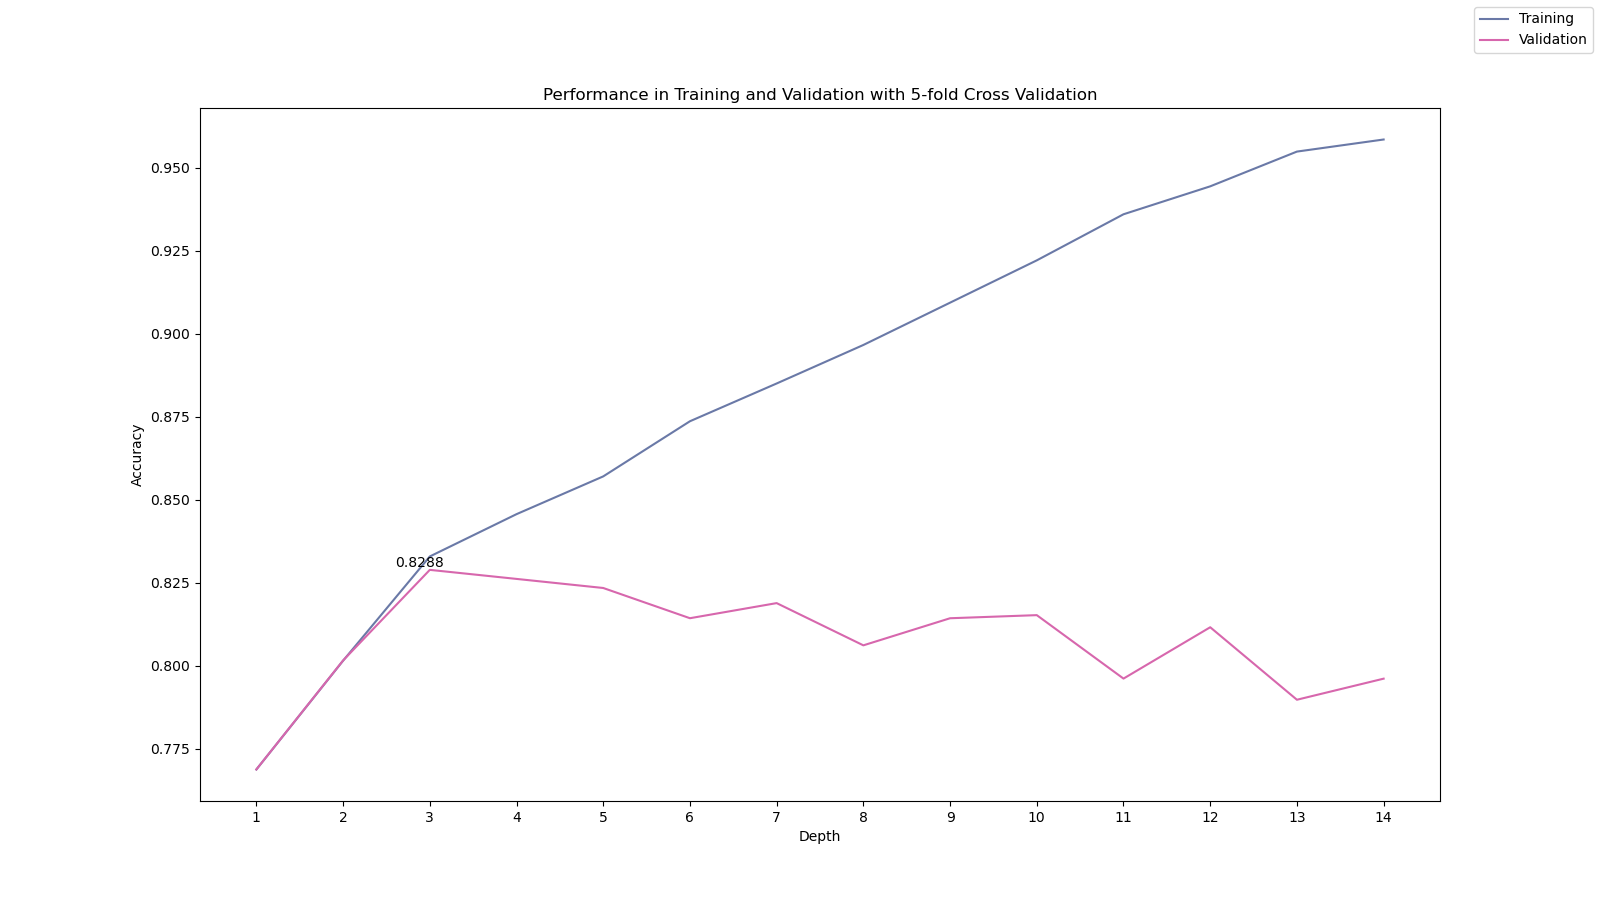 Training
Validation
Performance in Training and Validation with 5-fold Cross Validation
0.950
0.925
0.900
0.875
0.850
0.825
0.800
0.775
Accuracy
0.8288
1 2 3 4 5 6 7 8 9 10 11 12 13 14
Depth